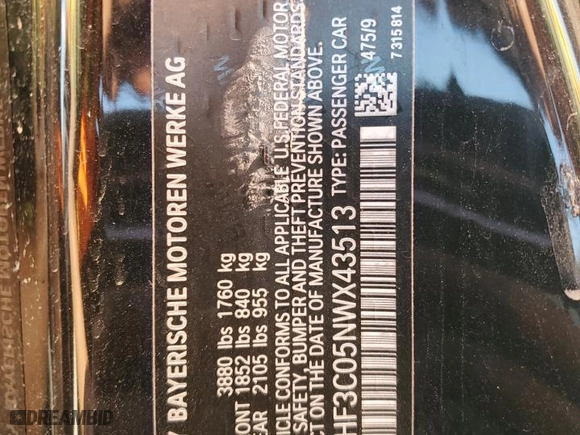 BAYERISCHE MOTOREN WERKE AG
3880 lbs 1760 kg
ONT 1852 lbs 840 kg
EAR 2105 lbs 955 kg
ICLE CONFORMS TO ALL APPLICABLE U.S. FEDERAL MOTOR
SAFETY, BUMPER AND THEFT PREVENTION STANDARDS
CT ON THE DATE OF MANUFACTURE SHOWN ABOVE.
HF3C05NWX43513 TYPE: PASSENGER CAR
475/9
7 315 814
DREAMBID